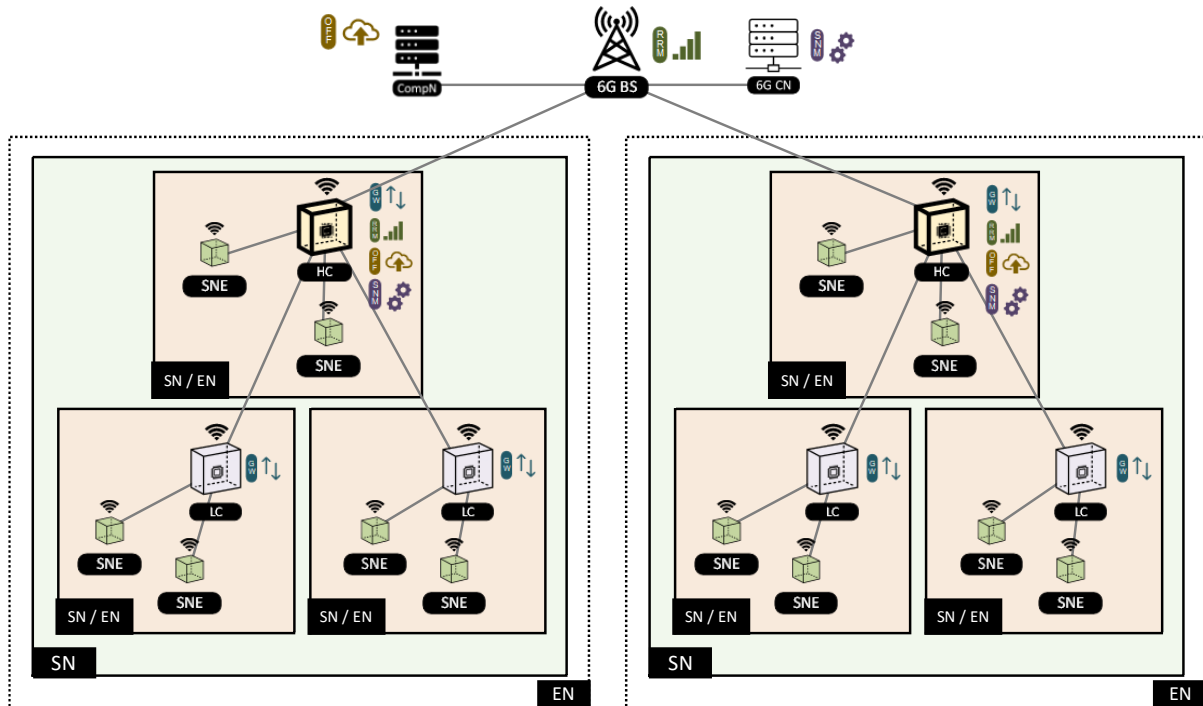 OFF
RRM
SNM
CompN
6G BS
6G CN
GW
RRM
OFF
SNM
HC
SNE
SNE
SN / EN
GW
LC
SNE
SNE
SN / EN
GW
LC
SNE
SNE
SN / EN
SN
EN
GW
RRM
OFF
SNM
HC
SNE
SNE
SN / EN
GW
LC
SNE
SNE
SN / EN
GW
LC
SNE
SNE
SN / EN
SN
EN